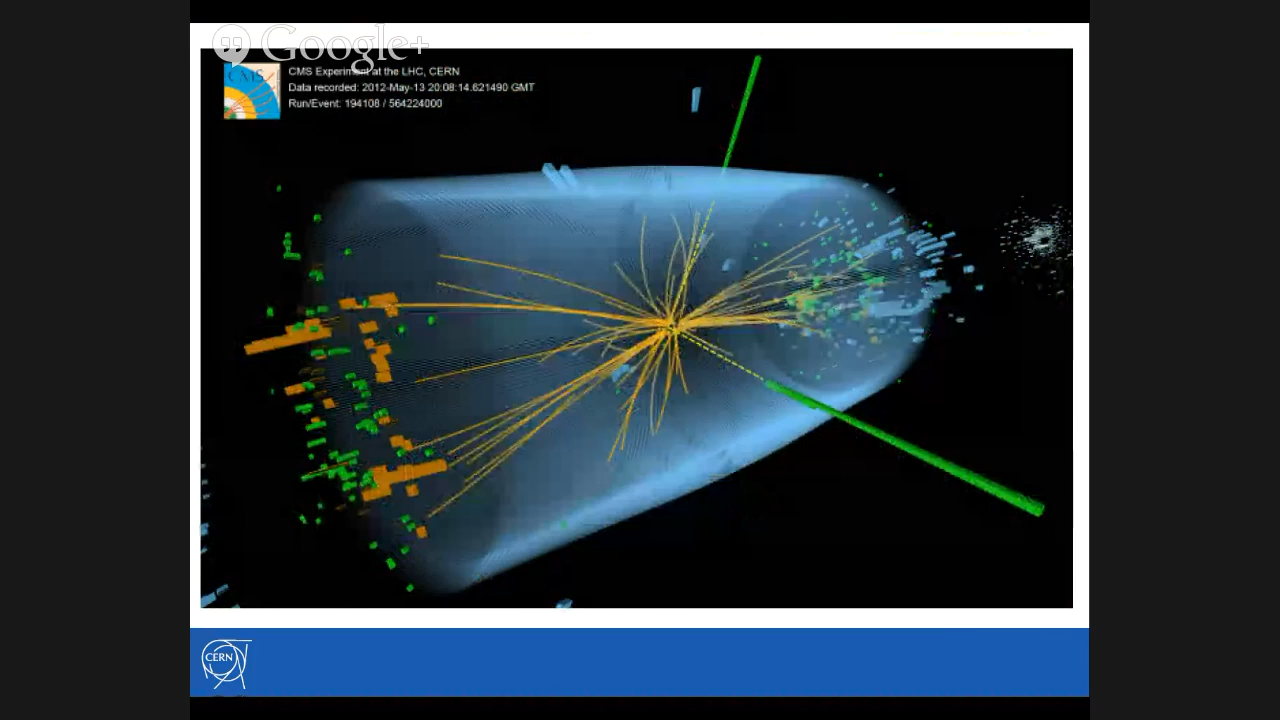 Google+
CMS
CMS Experiment at the LHC, CERN
Data recorded: 2012-May-13 20:08:14.621490 GMT
Run/Event: 194108 / 564224000
CERN